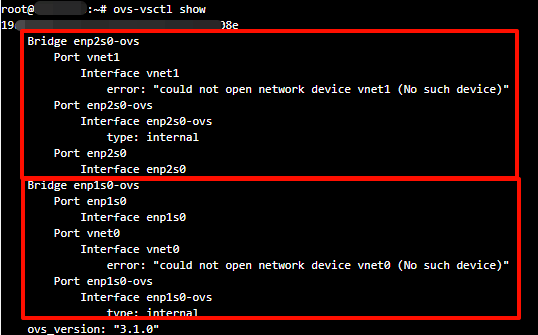 root@ :~# ovs-vsctl show
19 08e
Bridge enp2s0-ovs
Port vnet1
Interface vnet1
error: "could not open network device vnet1 (No such device)"
Port enp2s0-ovs
Interface enp2s0-ovs
type: internal
Port enp2s0
Interface enp2s0
Bridge enp1s0-ovs
Port enp1s0
Interface enp1s0
Port vnet0
Interface vnet0
error: "could not open network device vnet0 (No such device)"
Port enp1s0-ovs
Interface enp1s0-ovs
type: internal
ovs_version: "3.1.0"